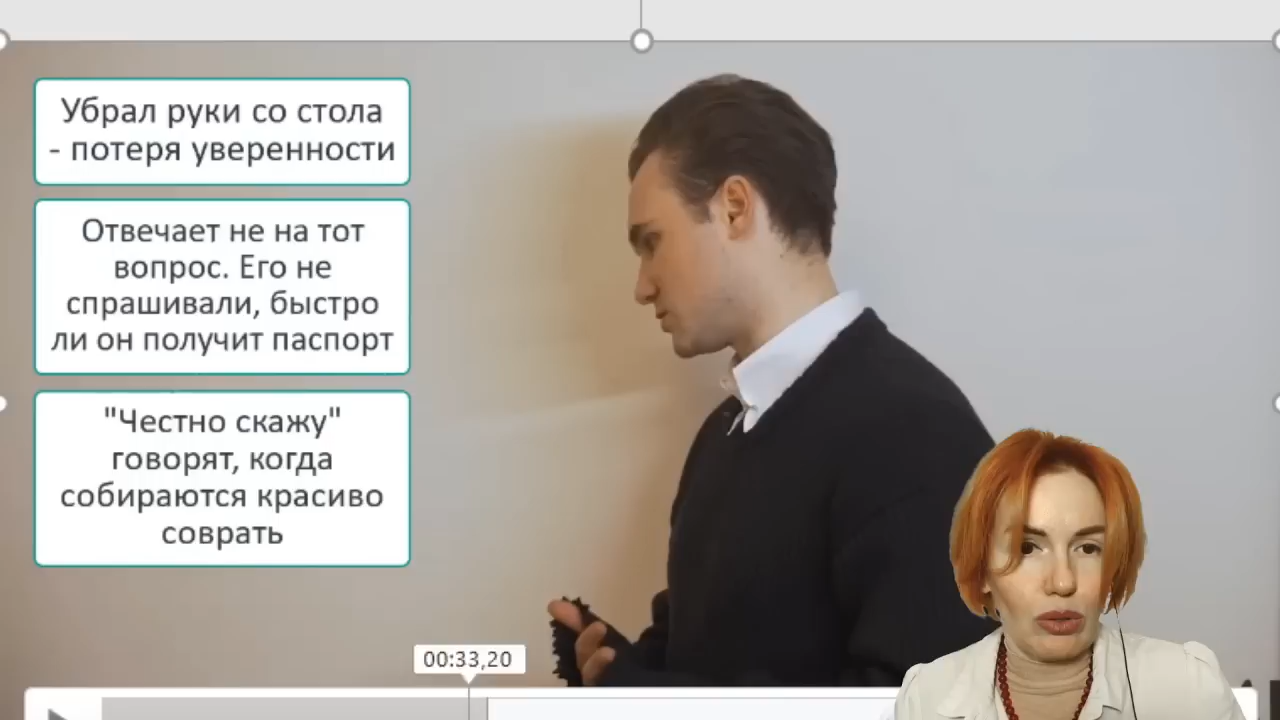 Убрал руки со стола
- потеря уверенности
Отвечает не на тот
вопрос. Его не
спрашивали, быстро
ли он получит паспорт
"Честно скажу"
говорят, когда
собираются красиво
соврать
00:33,20